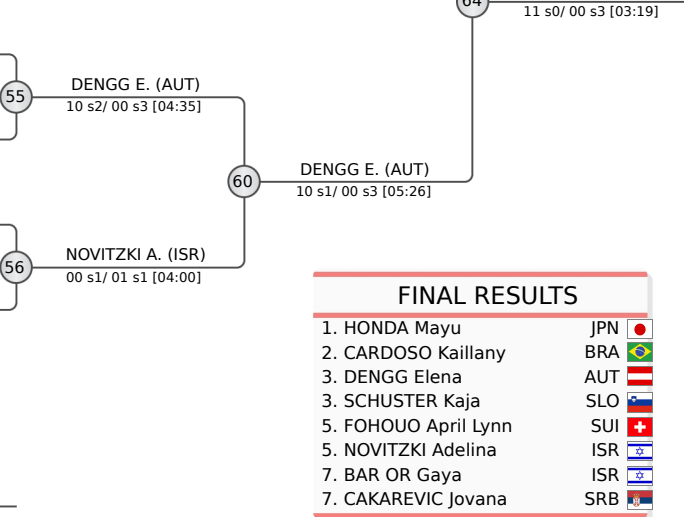 64
11 s0/ 00 s3 [03:19]
55
DENGG E. (AUT)
10 s2/ 00 s3 [04:35]
60
DENGG E. (AUT)
10 s1/ 00 s3 [05:26]
56
NOVITZKI A. (ISR)
00 s1/ 01 s1 [04:00]
FINAL RESULTS
1. HONDA Mayu JPN
2. CARDOSO Kaillany BRA
3. DENGG Elena AUT
3. SCHUSTER Kaja SLO
5. FOHOUO April Lynn SUI
5. NOVITZKI Adelina ISR
7. BAR OR Gaya ISR
7. CAKAREVIC Jovana SRB